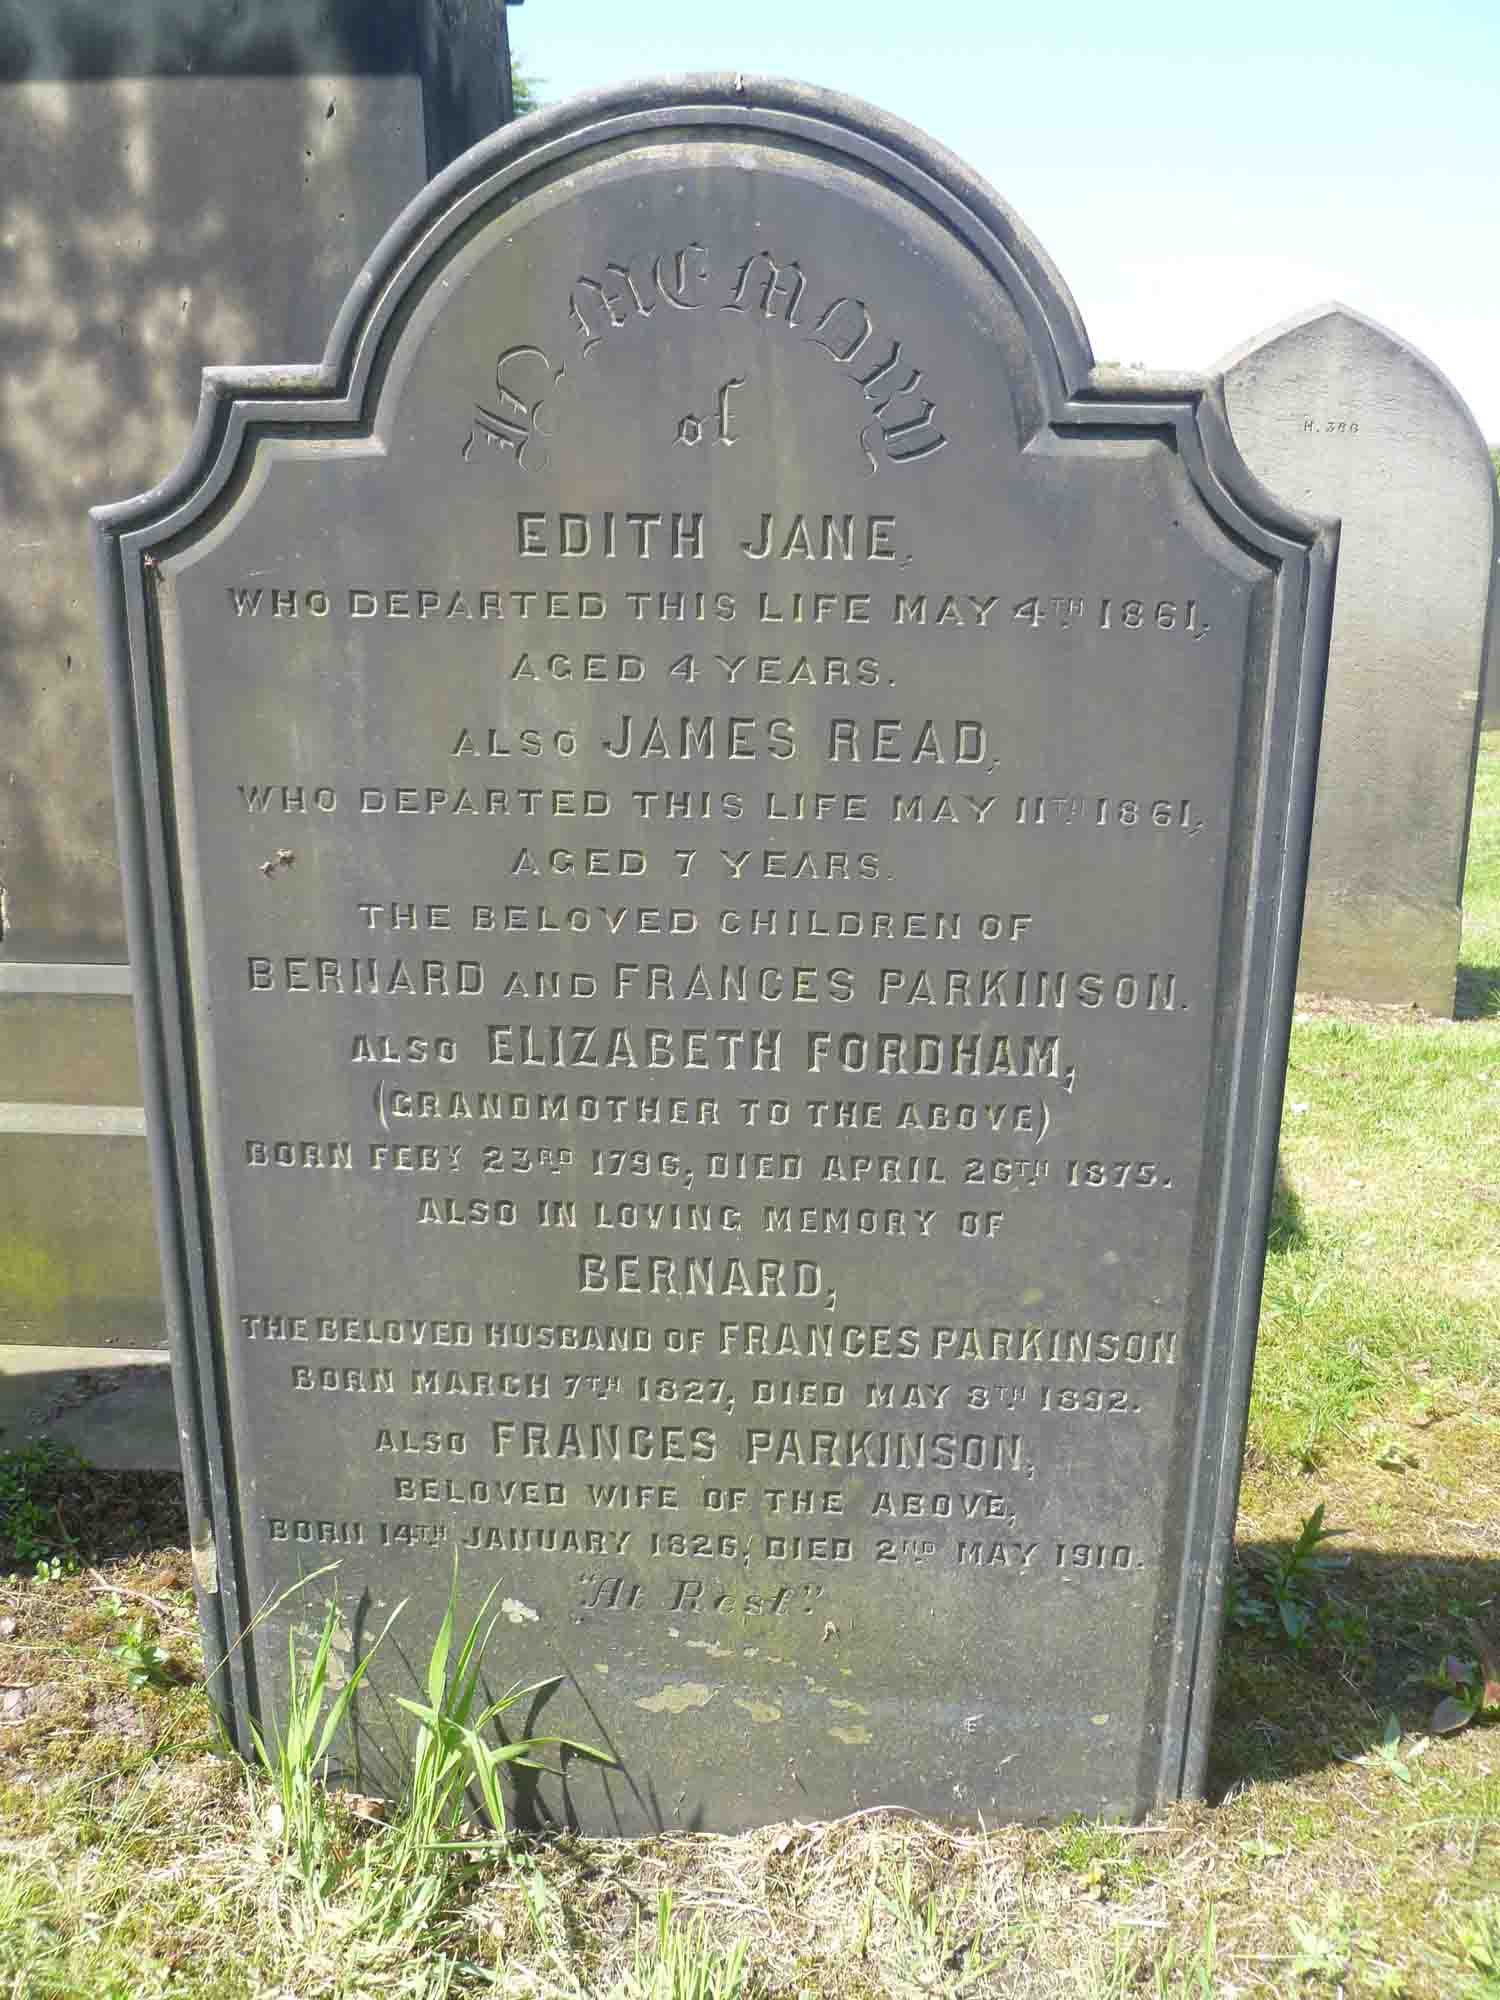 In Memory
of
EDITH JANE,
WHO DEPARTED THIS LIFE MAY 4TH 1861,
AGED 4 YEARS.
ALSO JAMES READ,
WHO DEPARTED THIS LIFE MAY 11TH 1861,
AGED 7 YEARS.
THE BELOVED CHILDREN OF
BERNARD AND FRANCES PARKINSON.
ALSO ELIZABETH FORDHAM,
(GRANDMOTHER TO THE ABOVE)
BORN FEBY 23RD 1796, DIED APRIL 26TH 1875.
ALSO IN LOVING MEMORY OF
BERNARD,
THE BELOVED HUSBAND OF FRANCES PARKINSON
BORN MARCH 7TH 1827, DIED MAY 8TH 1892.
ALSO FRANCES PARKINSON,
BELOVED WIFE OF THE ABOVE,
BORN 14TH JANUARY 1826, DIED 2ND MAY 1910.
"At Rest".
H. 386